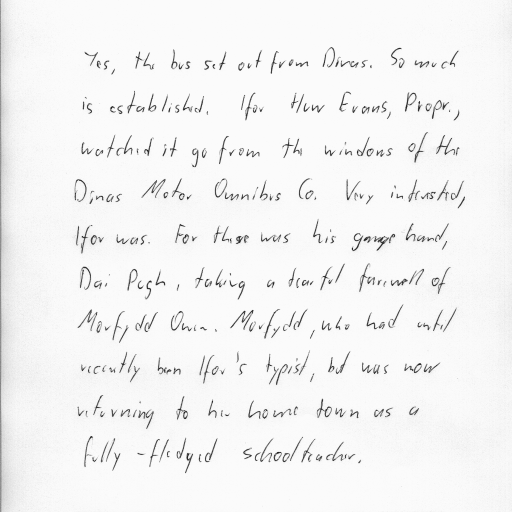 Yes, the bus set out from Dinas. So much
is established. Ifor Huw Evans, Propr.,
watched it go from the windows of the
Dinas Motor Omnibus Co. Very intersted,
Ifor was. For there was his garage hand,
Dai Pugh, taking a tearful farewell of
Morfydd Owen. Morfydd, who had until
recently been Ifor's typist, but was now
returning to her home town as a
fully-fledged schoolteacher.